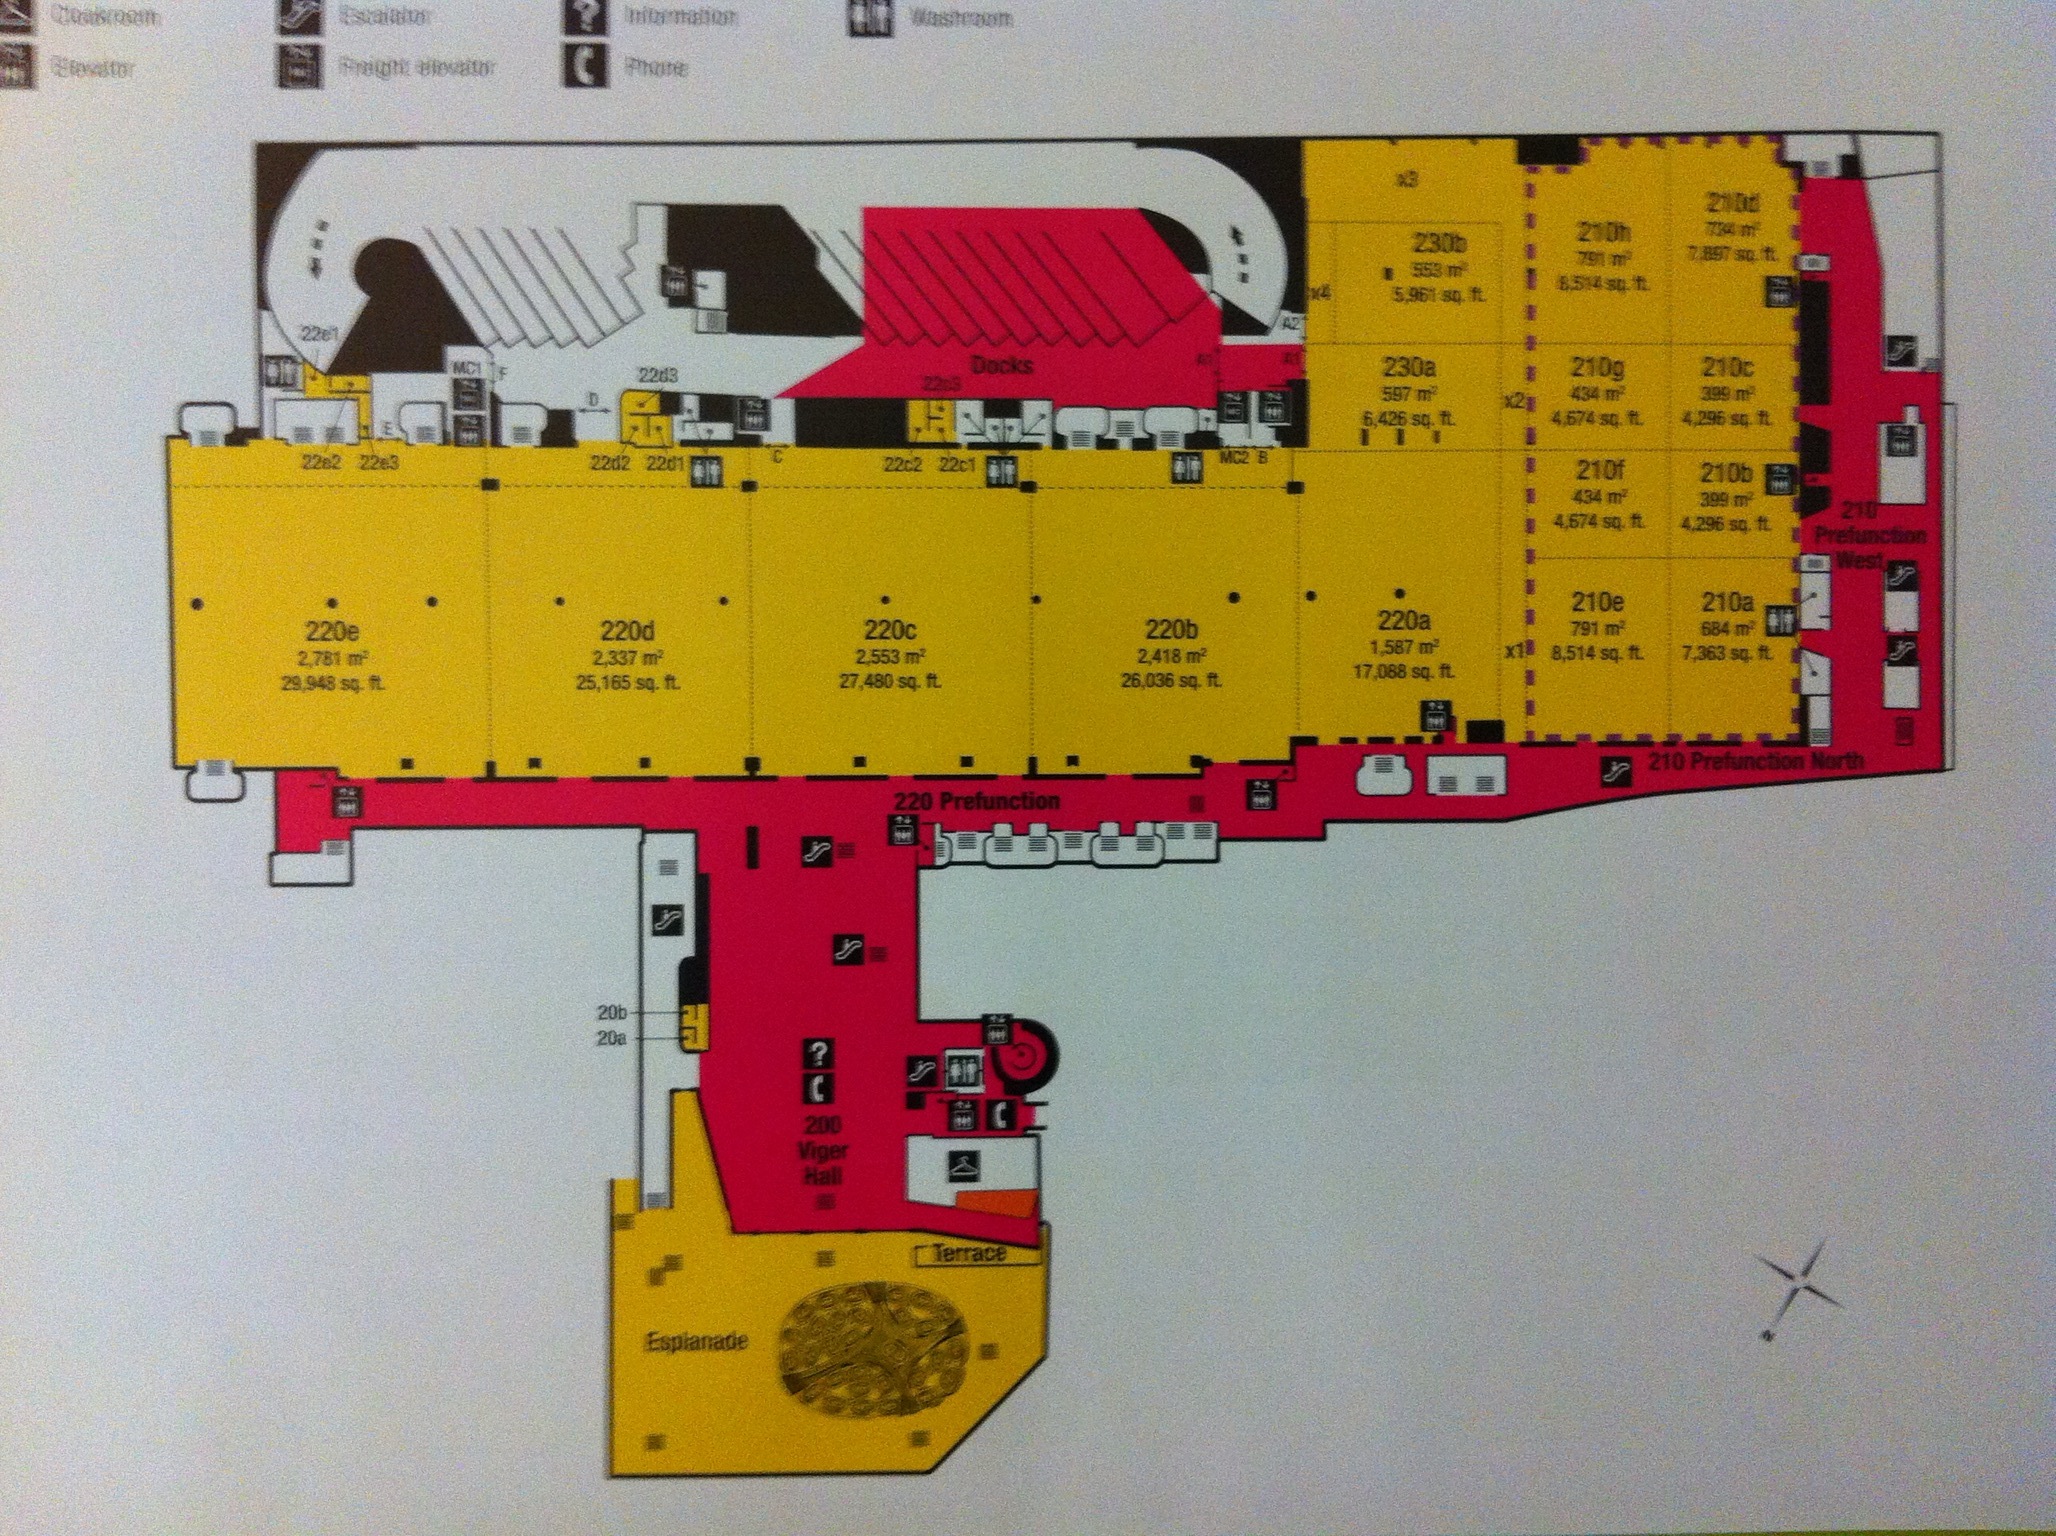 Cloakroom
Escalator
Information
Washroom
Elevator
Freight elevator
Phone
x3
230b
553 m²
5,961 sq. ft.
x4
210h
791 m²
8,514 sq. ft.
210d
734 m²
7,897 sq. ft.
22e1
MC1
F
D
22d3
Docks
22c3
A1
A1
A2
230a
597 m²
6,426 sq. ft.
x2
210g
434 m²
4,674 sq. ft.
210c
399 m²
4,296 sq. ft.
E
22e2
22e3
22d2
22d1
C
22c2
22c1
MC2
B
210f
434 m²
4,674 sq. ft.
210b
399 m²
4,296 sq. ft.
210
Prefunction
West
220e
2,781 m²
29,948 sq. ft.
220d
2,337 m²
25,165 sq. ft.
220c
2,553 m²
27,480 sq. ft.
220b
2,418 m²
26,036 sq. ft.
220a
1,587 m²
17,088 sq. ft.
x1
210e
791 m²
8,514 sq. ft.
210a
684 m²
7,363 sq. ft.
210 Prefunction North
220 Prefunction
20b
20a
?
200
Viger
Hall
Terrace
Esplanade
N